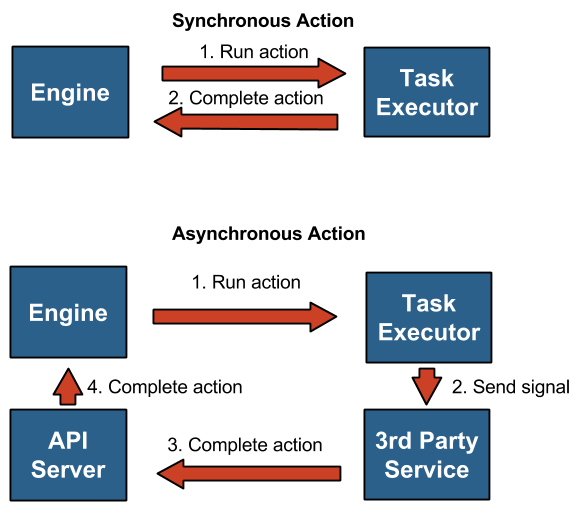 Synchronous Action
1. Run action
Engine
Task
Executor
2. Complete action
Asynchronous Action
1. Run action
Engine
Task
Executor
4. Complete action
2. Send signal
API
Server
3. Complete action
3rd Party
Service